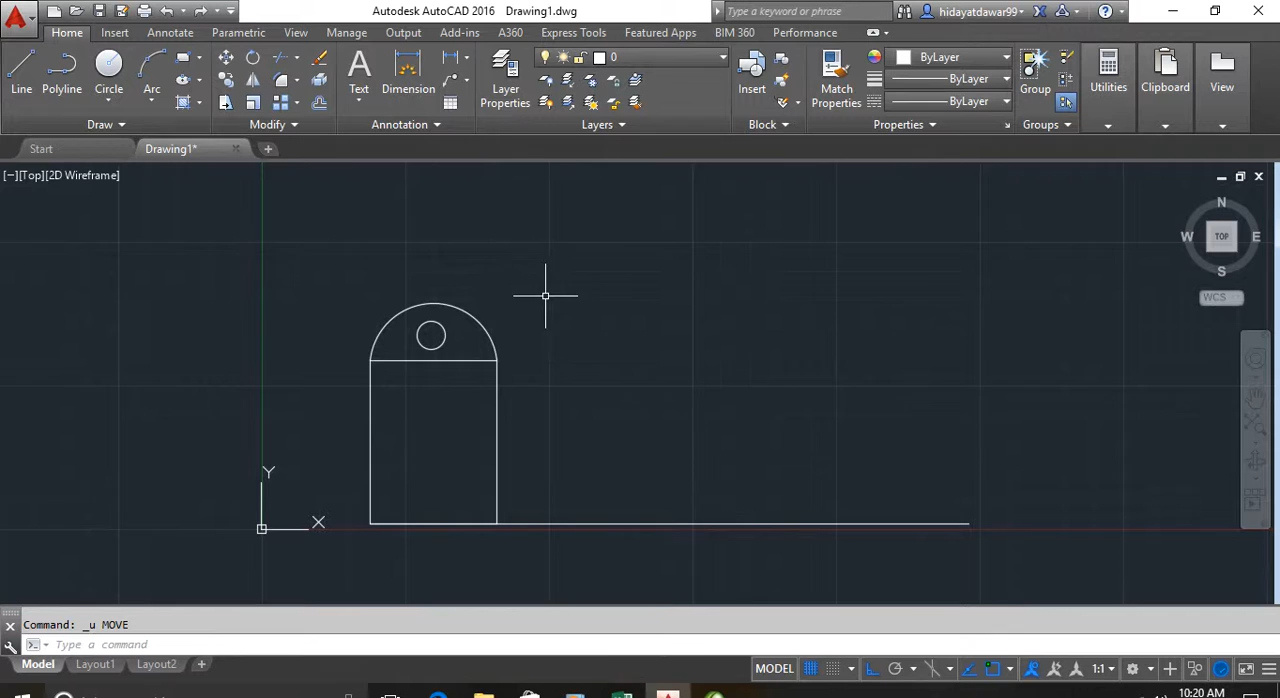 Autodesk AutoCAD 2016 Drawing1.dwg
Type a keyword or phrase
hidayatdawar99
Home Insert Annotate Parametric View Manage Output Add-ins A360 Express Tools Featured Apps BIM 360 Performance
Line Polyline Circle Arc
Text Dimension
Layer Properties
0
Insert
Match Properties
ByLayer
ByLayer
ByLayer
Group
Utilities
Clipboard
View
Draw Modify Annotation Layers Block Properties Groups
Start Drawing1*
[−][Top][2D Wireframe]
N
W TOP E
S
WCS
Y
X
Command: _u MOVE
Type a command
Model Layout1 Layout2
MODEL 1:1
10:20 AM